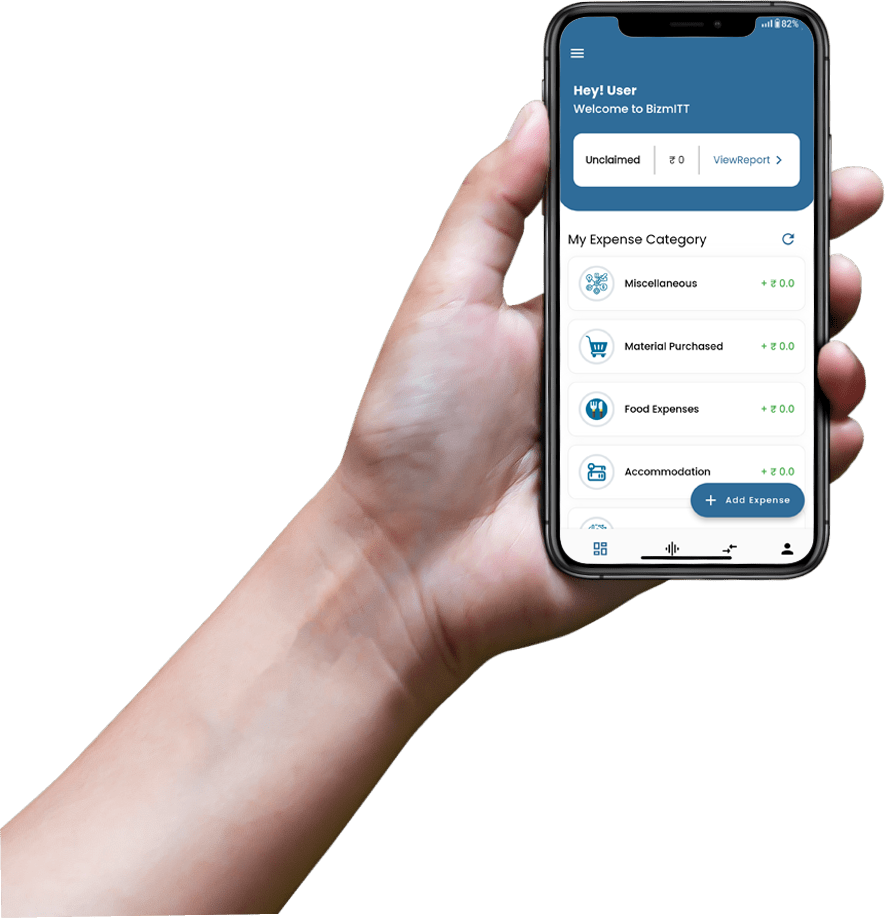 82%
Hey! User
Welcome to BizmITT
Unclaimed ₹ 0 ViewReport >
My Expense Category
Miscellaneous + ₹ 0.0
Material Purchased + ₹ 0.0
Food Expenses + ₹ 0.0
Accommodation + ₹ 0.0
+ Add Expense